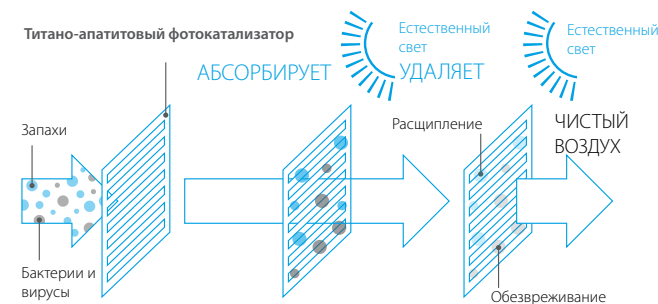 Титано-апатитовый фотокатализатор
Естественный
свет
Естественный
свет
АБСОРБИРУЕТ
УДАЛЯЕТ
Запахи
Расщипление
ЧИСТЫЙ
ВОЗДУХ
Бактерии и
вирусы
Обезвреживание